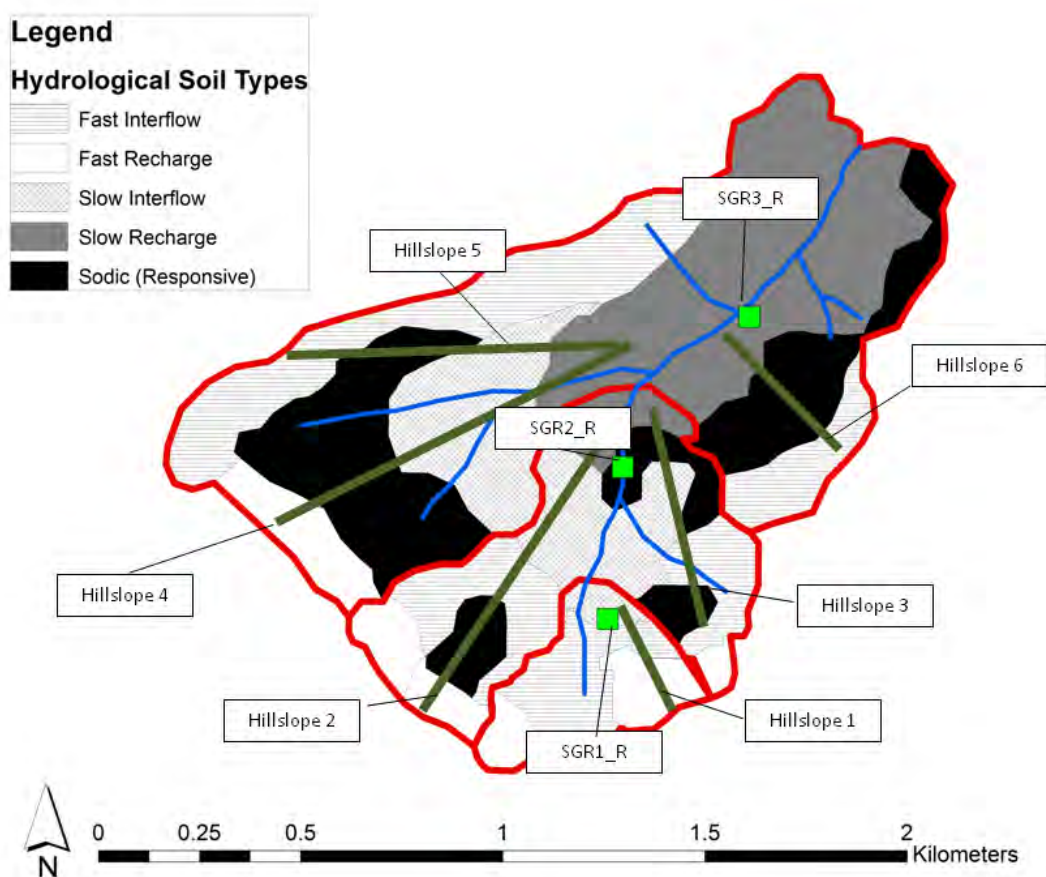 Legend
Hydrological Soil Types
Fast Interflow
Fast Recharge
Slow Interflow
Slow Recharge
Sodic (Responsive)
SGR3_R
Hillslope 5
Hillslope 6
SGR2_R
Hillslope 4
Hillslope 3
Hillslope 2
Hillslope 1
SGR1_R
0 0.25 0.5 1 1.5 2
Kilometers
N